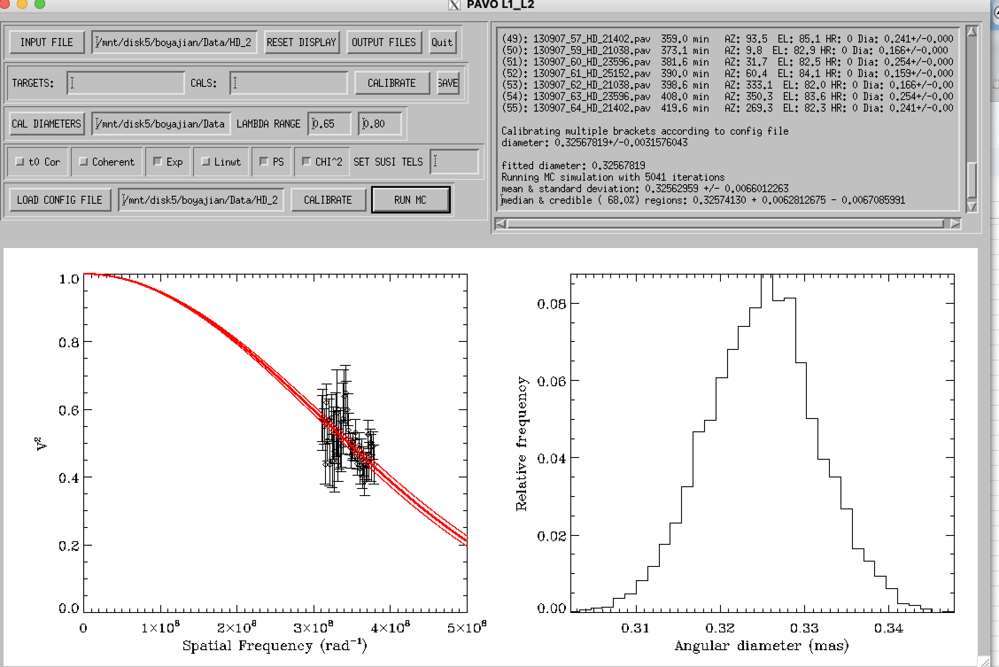 PAVO L1_L2
INPUT FILE /mnt/disk5/boyajian/Data/HD_2 RESET DISPLAY OUTPUT FILES Quit
TARGETS: CALS: CALIBRATE SAVE
CAL DIAMETERS /mnt/disk5/boyajian/Data LAMBDA RANGE 0.65 0.80
t0 Cor Coherent Exp Linwt PS CHI^2 SET SUSI TELS
LOAD CONFIG FILE /mnt/disk5/boyajian/Data/HD_2 CALIBRATE RUN MC
(49): 130907_57_HD_21402.pav 359.0 min AZ: 93.5 EL: 85.1 HR: 0 Dia: 0.241+/-0.000
(50): 130907_59_HD_21038.pav 373.1 min AZ: 9.8 EL: 82.9 HR: 0 Dia: 0.166+/-0.000
(51): 130907_60_HD_23596.pav 381.6 min AZ: 31.7 EL: 82.5 HR: 0 Dia: 0.254+/-0.000
(52): 130907_61_HD_25152.pav 390.0 min AZ: 60.4 EL: 84.1 HR: 0 Dia: 0.159+/-0.000
(53): 130907_62_HD_21038.pav 398.6 min AZ: 333.1 EL: 82.0 HR: 0 Dia: 0.166+/-0.00
(54): 130907_63_HD_23596.pav 408.0 min AZ: 350.3 EL: 83.6 HR: 0 Dia: 0.254+/-0.00
(55): 130907_64_HD_21402.pav 419.6 min AZ: 269.3 EL: 82.3 HR: 0 Dia: 0.241+/-0.00
Calibrating multiple brackets according to config file
diameter: 0.32567819+/-0.0031576043
fitted diameter: 0.32567819
Running MC simulation with 5041 iterations
mean & standard deviation: 0.32562959 +/- 0.0066012263
median & credible ( 68.0%) regions: 0.32574130 + 0.0062812675 - 0.0067085991
1.0
0.8
0.6
0.4
0.2
0.0
V²
0 1×10⁸ 2×10⁸ 3×10⁸ 4×10⁸ 5×10⁸
Spatial Frequency (rad⁻¹)
0.08
0.06
0.04
0.02
0.00
Relative frequency
0.31 0.32 0.33 0.34
Angular diameter (mas)